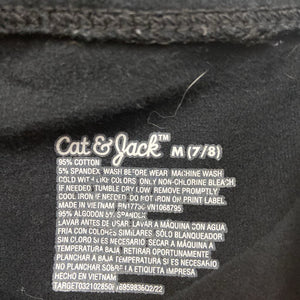 Cat & Jack™ M (7/8)
95% COTTON
5% SPANDEX WASH BEFORE WEAR MACHINE WASH
COLD WITH LIKE COLORS ONLY NON-CHLORINE BLEACH
IF NEEDED TUMBLE DRY LOW REMOVE PROMPTLY
COOL IRON IF NEEDED DO NOT IRON ON PRINT LABEL
MADE IN VIETNAM RN17730 VN1068795
95% ALGODÓN 5% SPANDEX
LAVAR ANTES DE USAR LAVAR A MÁQUINA CON AGUA
FRÍA CON COLORES SIMILARES. SÓLO BLANQUEADOR
SIN CLORO SI ES NECESARIO SECAR A MÁQUINA A
TEMPERATURA BAJA RETIRAR OPORTUNAMENTE
PLANCHAR A BAJA TEMPERATURA SI ES NECESARIO
NO PLANCHAR SOBRE LA ETIQUETA IMPRESA
HECHO EN VIETNAM